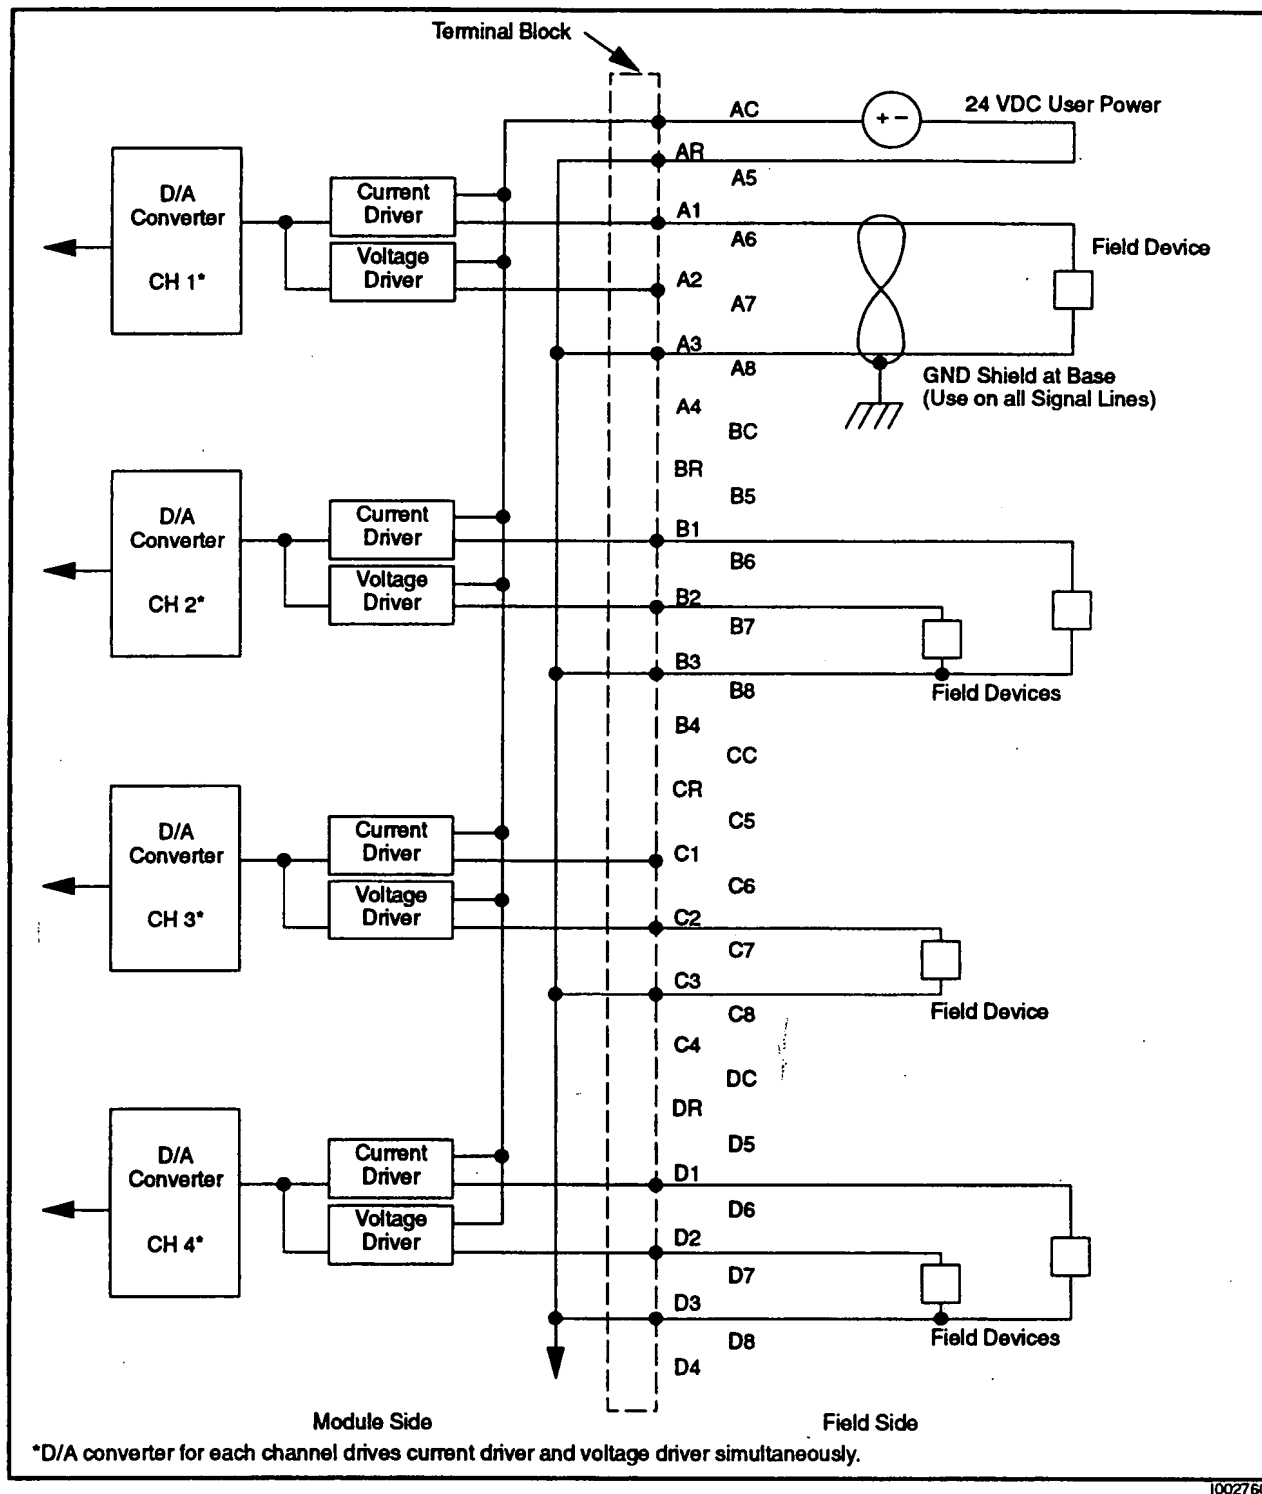 Terminal Block
AC
24 VDC User Power
AR
A5
D/A
Converter
CH 1*
Current
Driver
Voltage
Driver
A1
A6
A2
A7
A3
A8
Field Device
GND Shield at Base
(Use on all Signal Lines)
A4
BC
BR
B5
D/A
Converter
CH 2*
Current
Driver
Voltage
Driver
B1
B6
B2
B7
B3
B8
Field Devices
B4
CC
CR
C5
D/A
Converter
CH 3*
Current
Driver
Voltage
Driver
C1
C6
C2
C7
C3
C8
Field Device
C4
DC
DR
D5
D/A
Converter
CH 4*
Current
Driver
Voltage
Driver
D1
D6
D2
D7
D3
D8
Field Devices
D4
Module Side
Field Side
*D/A converter for each channel drives current driver and voltage driver simultaneously.